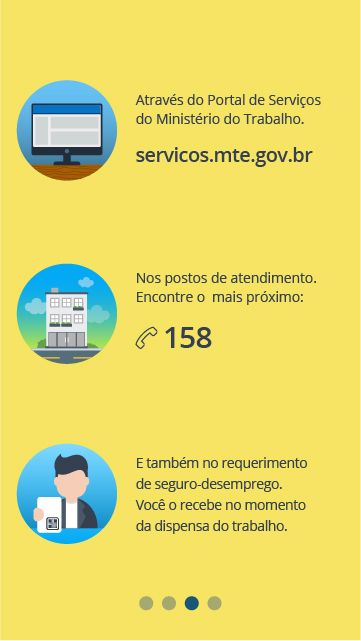 Através do Portal de Serviços
do Ministério do Trabalho.
servicos.mte.gov.br
Nos postos de atendimento.
Encontre o mais próximo:
158
E também no requerimento
de seguro-desemprego.
Você o recebe no momento
da dispensa do trabalho.